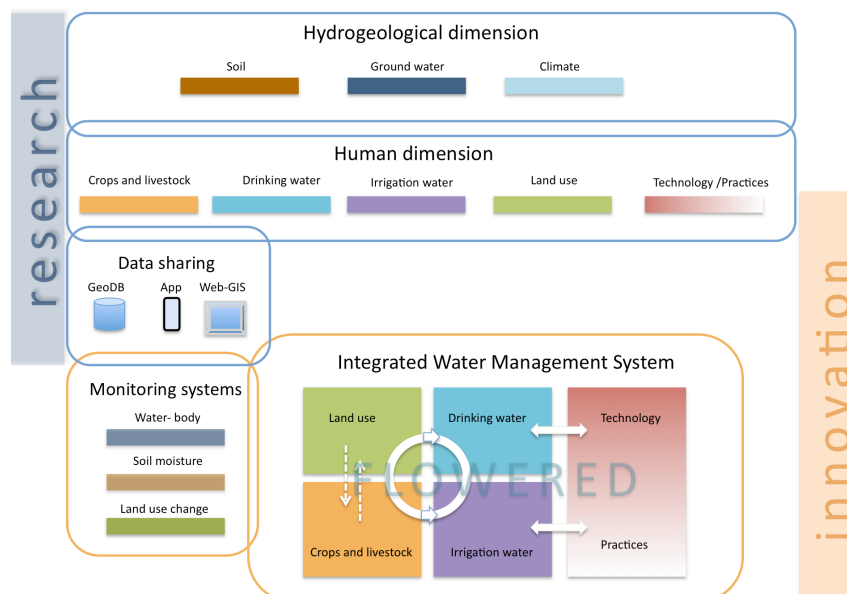 research
Hydrogeological dimension
Soil
Ground water
Climate
Human dimension
Crops and livestock
Drinking water
Irrigation water
Land use
Technology /Practices
Data sharing
GeoDB
App
Web-GIS
Monitoring systems
Water- body
Soil moisture
Land use change
Integrated Water Management System
Land use
Drinking water
Technology
FLOWERED
Crops and livestock
Irrigation water
Practices
innovation